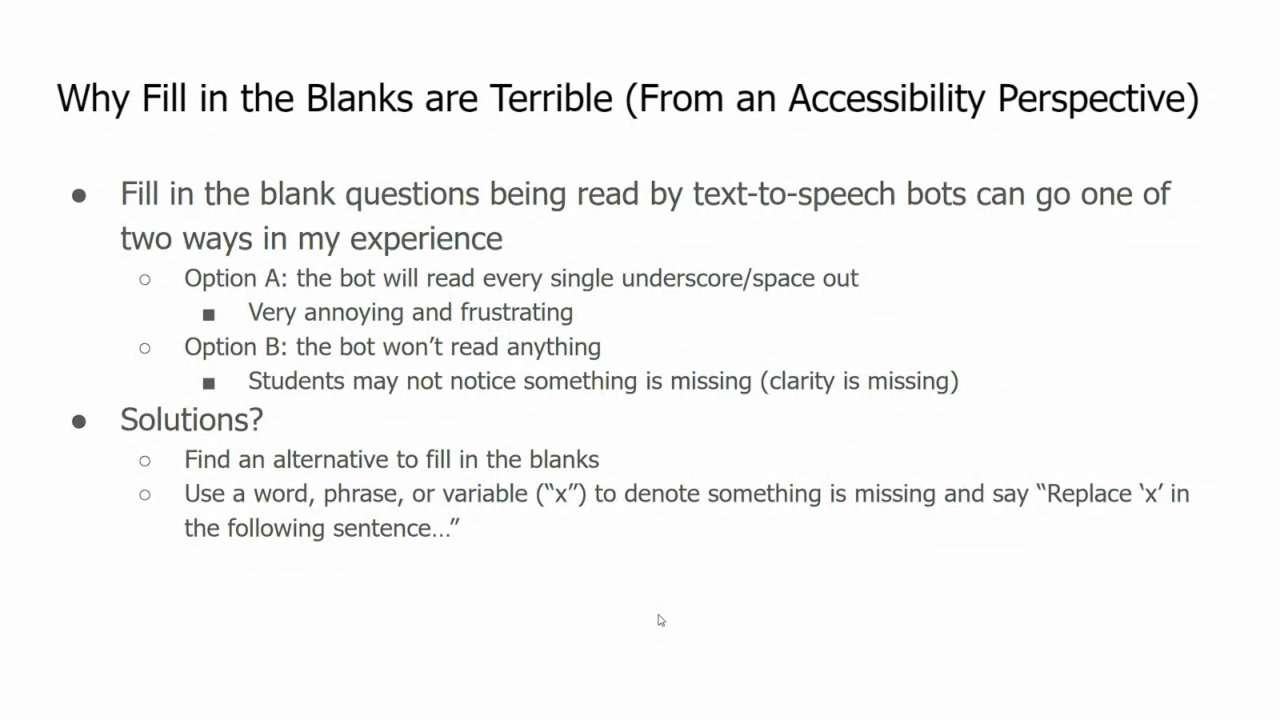 Why Fill in the Blanks are Terrible (From an Accessibility Perspective)
● Fill in the blank questions being read by text-to-speech bots can go one of
two ways in my experience
○ Option A: the bot will read every single underscore/space out
■ Very annoying and frustrating
○ Option B: the bot won’t read anything
■ Students may not notice something is missing (clarity is missing)
● Solutions?
○ Find an alternative to fill in the blanks
○ Use a word, phrase, or variable (“x”) to denote something is missing and say “Replace ‘x’ in
the following sentence…”